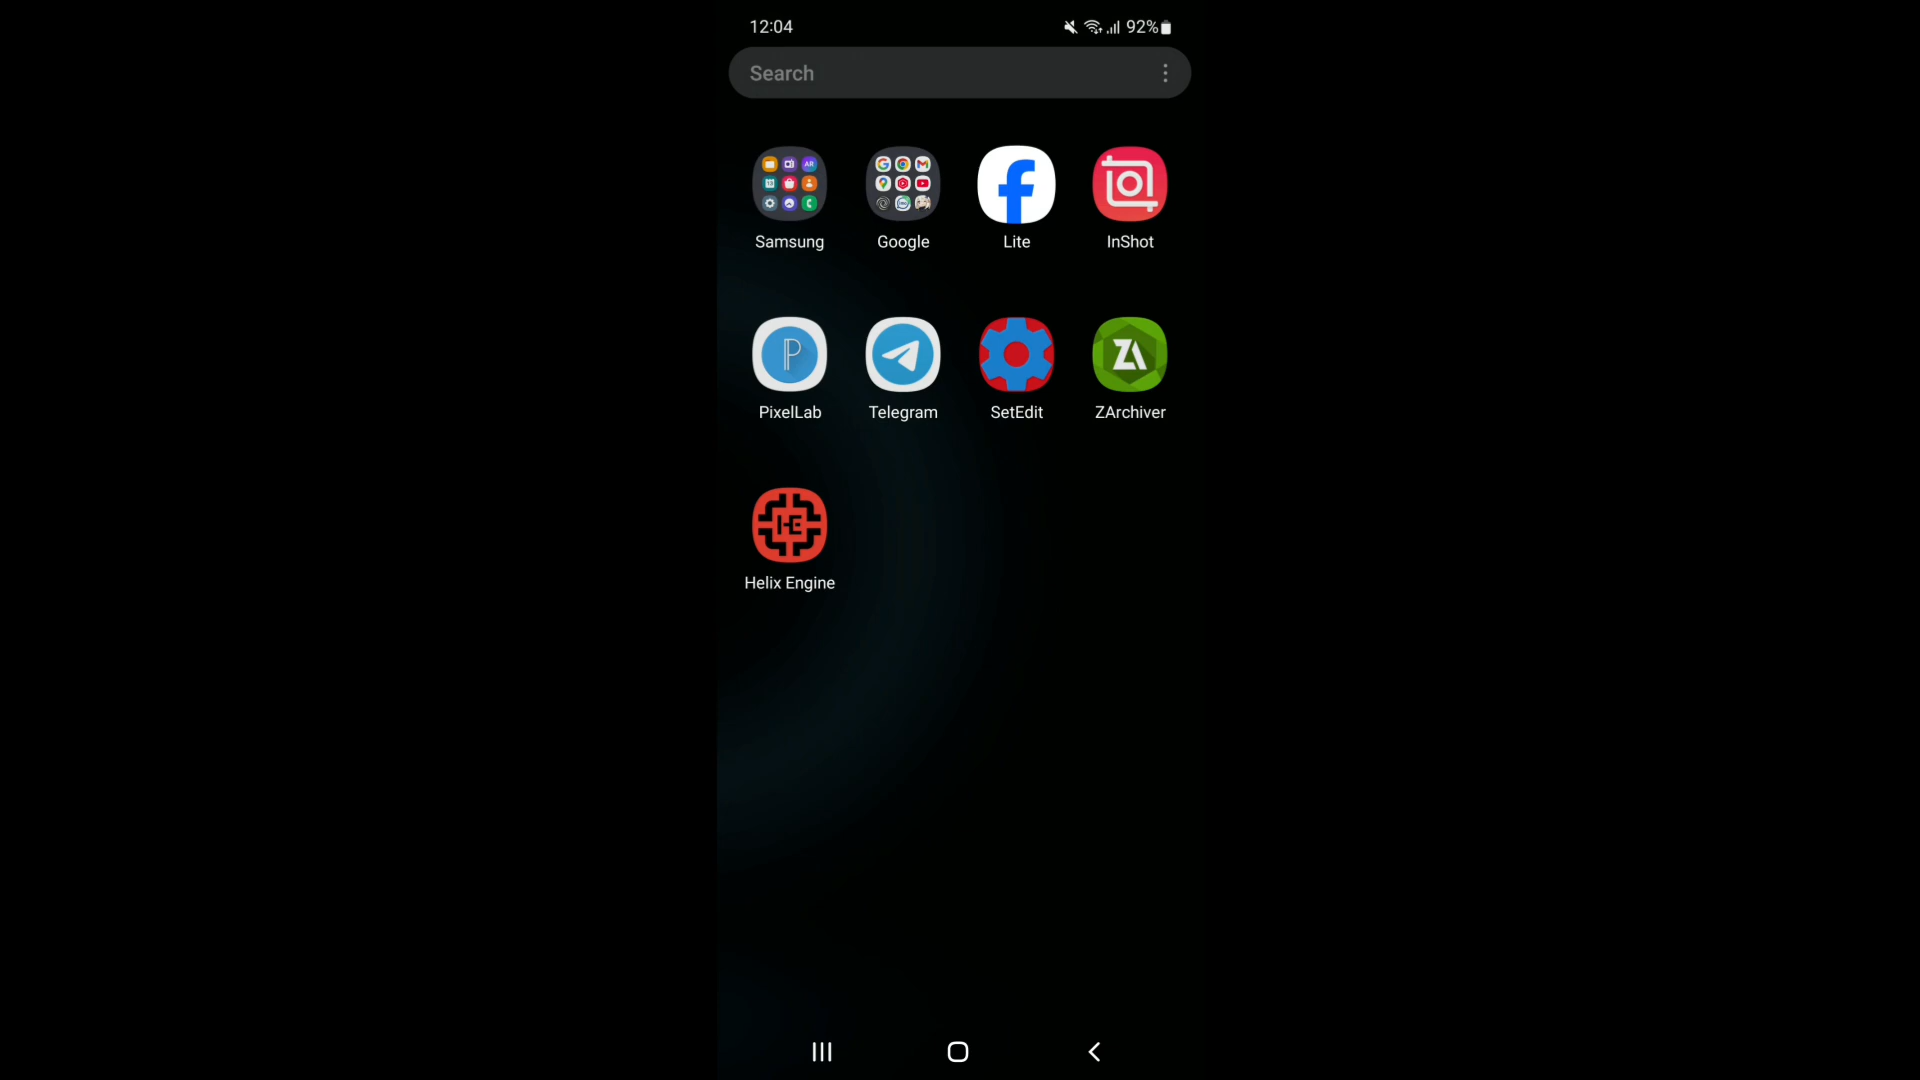 12:04 92%
Search
Samsung Google Lite InShot
PixelLab Telegram SetEdit ZArchiver
Helix Engine